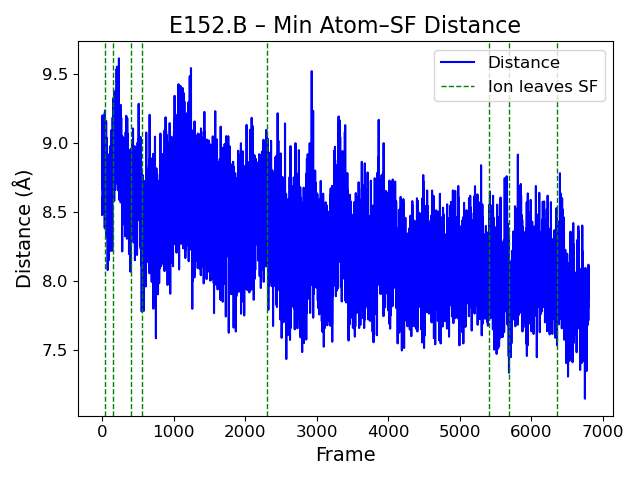 E152.B – Min Atom–SF Distance
Distance
Ion leaves SF
Distance (Å)
9.5
9.0
8.5
8.0
7.5
0 1000 2000 3000 4000 5000 6000 7000
Frame